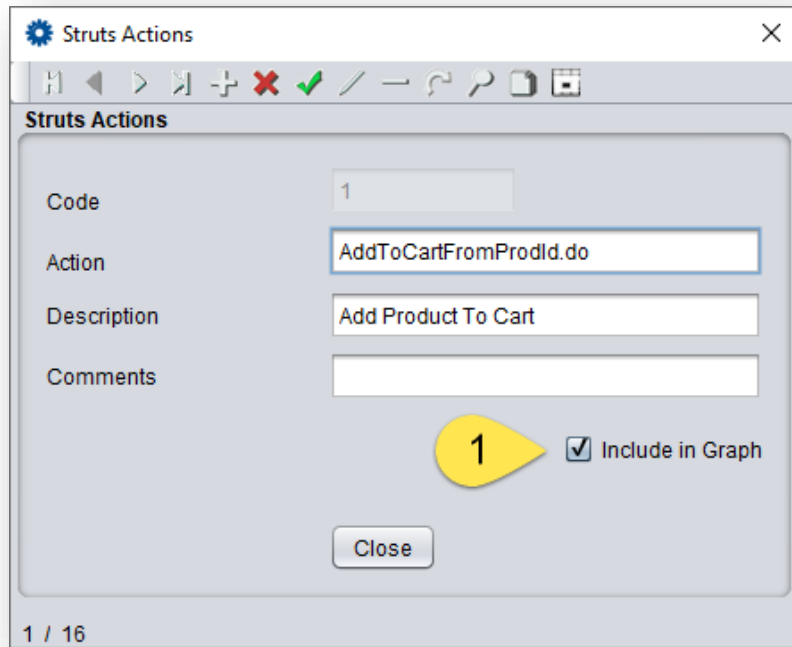 Struts Actions
Struts Actions
Code
1
Action
AddToCartFromProdId.do
Description
Add Product To Cart
Comments
1
Include in Graph
Close
1 / 16